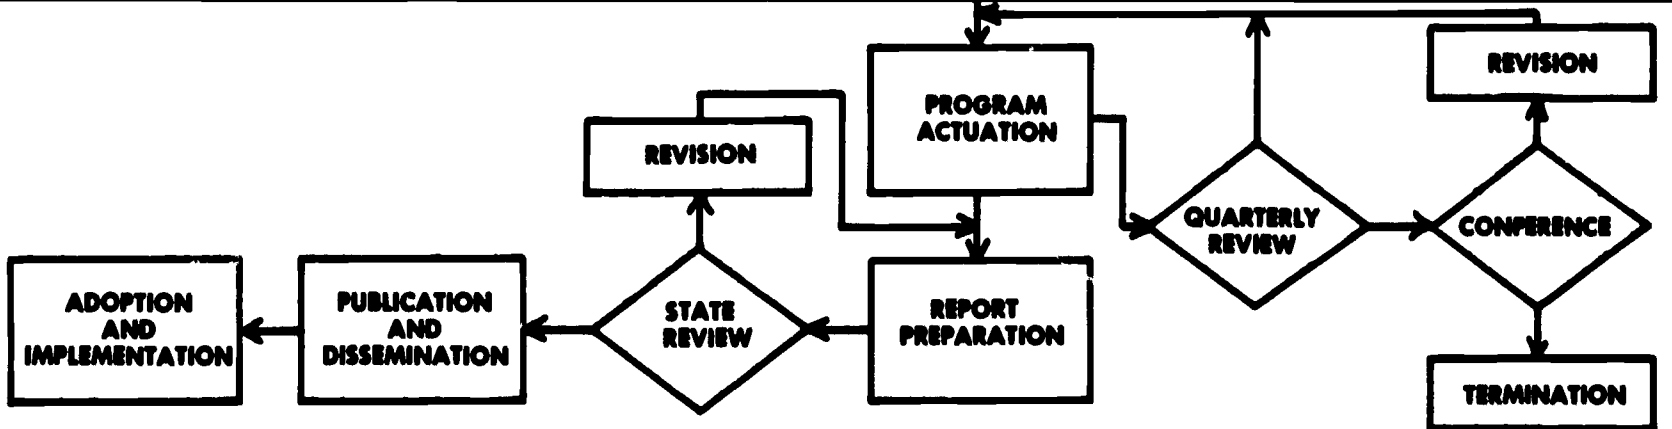 REVISION
PROGRAM
ACTUATION
REVISION
QUARTERLY
REVIEW
CONFERENCE
ADOPTION
AND
IMPLEMENTATION
PUBLICATION
AND
DISSEMINATION
STATE
REVIEW
REPORT
PREPARATION
TERMINATION